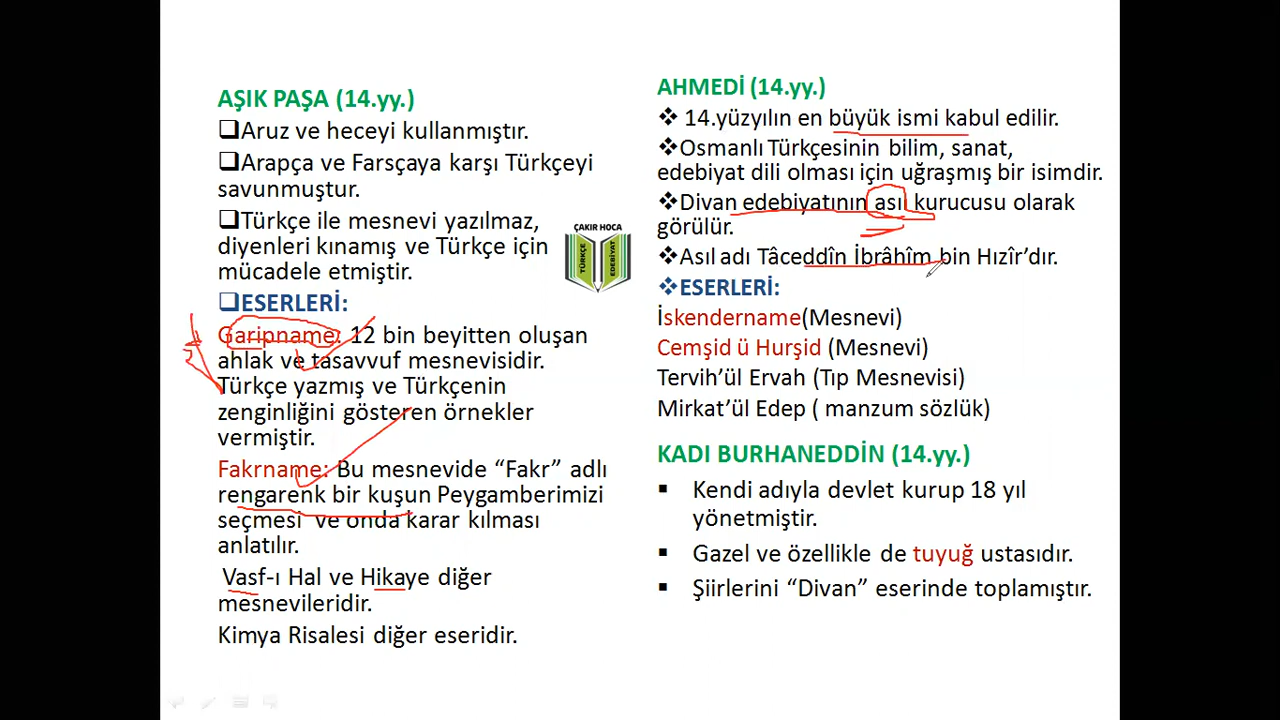 AŞIK PAŞA (14.yy.)
❑Aruz ve heceyi kullanmıştır.
❑Arapça ve Farsçaya karşı Türkçeyi
savunmuştur.
❑Türkçe ile mesnevi yazılmaz,
diyenleri kınamış ve Türkçe için
mücadele etmiştir.
❑ESERLERİ:
Garipname: 12 bin beyitten oluşan
ahlak ve tasavvuf mesnevisidir.
Türkçe yazmış ve Türkçenin
zenginliğini gösteren örnekler
vermiştir.
Fakrname: Bu mesnevide “Fakr” adlı
rengarenk bir kuşun Peygamberimizi
seçmesi ve onda karar kılması
anlatılır.
Vasf-ı Hal ve Hikaye diğer
mesnevileridir.
Kimya Risalesi diğer eseridir.
ÇAKIR HOCA
TÜRKÇE
EDEBİYAT
AHMEDİ (14.yy.)
❖ 14.yüzyılın en büyük ismi kabul edilir.
❖Osmanlı Türkçesinin bilim, sanat,
edebiyat dili olması için uğraşmış bir isimdir.
❖Divan edebiyatının ası kurucusu olarak
görülür.
❖Asıl adı Tâceddîn İbrâhîm bin Hızîr’dır.
❖ESERLERİ:
İskendername(Mesnevi)
Cemşid ü Hurşid (Mesnevi)
Tervih’ül Ervah (Tıp Mesnevisi)
Mirkat’ül Edep ( manzum sözlük)
KADI BURHANEDDİN (14.yy.)
▪ Kendi adıyla devlet kurup 18 yıl
yönetmiştir.
▪ Gazel ve özellikle de tuyuğ ustasıdır.
▪ Şiirlerini “Divan” eserinde toplamıştır.